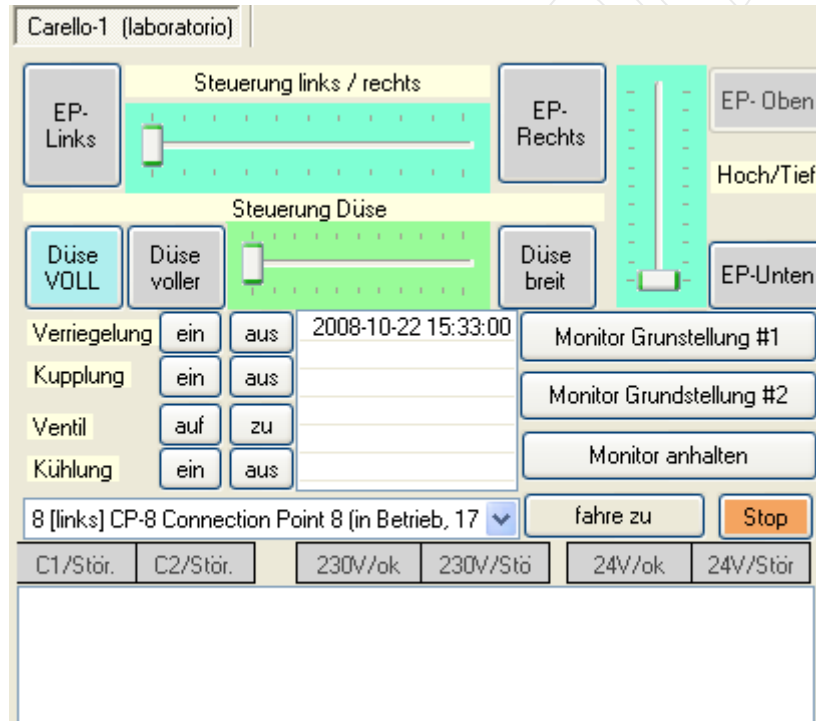 Carello-1 (laboratorio)
EP-
Links
Steuerung links / rechts
EP-
Rechts
EP- Oben
Hoch/Tief
Steuerung Düse
Düse
VOLL
Düse
voller
Düse
breit
EP-Unten
Verriegelung ein aus 2008-10-22 15:33:00 Monitor Grunstellung #1
Kupplung ein aus Monitor Grundstellung #2
Ventil auf zu
Monitor anhalten
Kühlung ein aus
8 [links] CP-8 Connection Point 8 (in Betrieb, 17 fahre zu Stop
C1/Stör. C2/Stör. 230V/ok 230V/Stö 24V/ok 24V/Stör